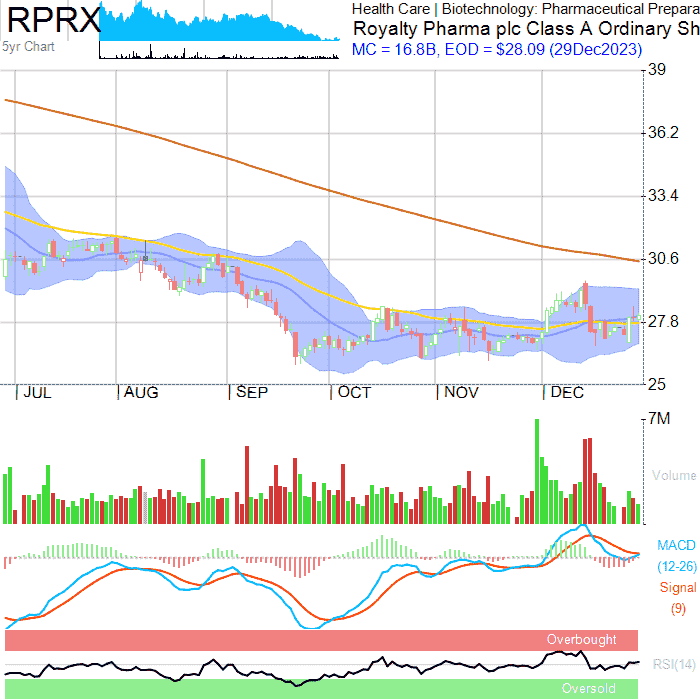 RPRX
Health Care | Biotechnology: Pharmaceutical Prepara
5yr Chart
Royalty Pharma plc Class A Ordinary Sh
MC = 16.8B, EOD = $28.09 (29Dec2023)
39
36.2
33.4
30.6
27.8
25
JUL
AUG
SEP
OCT
NOV
DEC
7M
Volume
MACD
(12-26)
Signal
(9)
Overbought
RSI(14)
Oversold